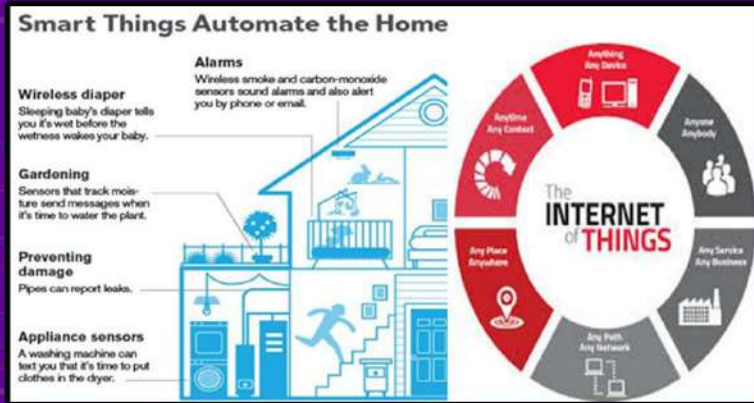 Smart Things Automate the Home
Alarms
Wireless smoke and carbon-monoxide
sensors sound alarms and also alert
you by phone or email.
Wireless diaper
Sleeping baby's diaper tells
you it's wet before the
wetness wakes your baby.
Gardening
Sensors that track mois-
ture send messages when
it's time to water the plant.
Preventing
damage
Pipes can report leaks.
Appliance sensors
A washing machine can
text you that it's time to put
clothes in the dryer.
Anything
Any Device
Anyone
Anybody
Any Service
Any Business
Any Path
Any Network
Any Place
Anywhere
Anytime
Any Context
The
INTERNET
of THINGS